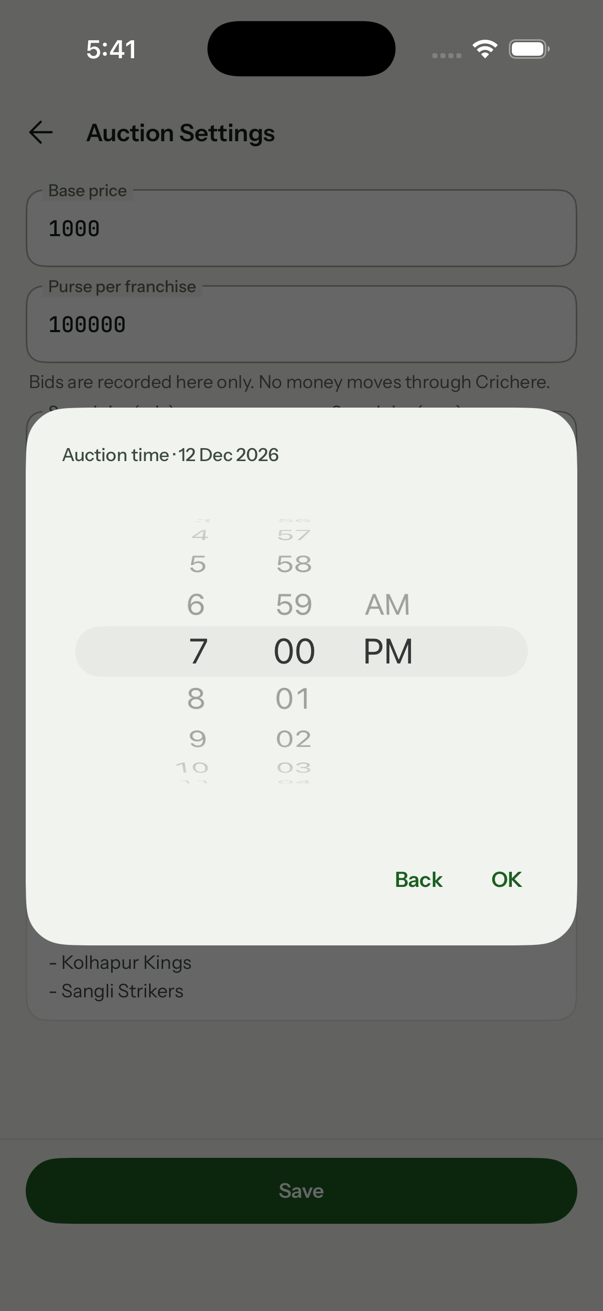 5:41
Auction Settings
Base price
1000
Purse per franchise
100000
Bids are recorded here only. No money moves through Crichere.
Auction time · 12 Dec 2026
4 57
5 58
6 59 AM
7 00 PM
8 01
9 02
10 03
Back OK
- Kolhapur Kings
- Sangli Strikers
Save